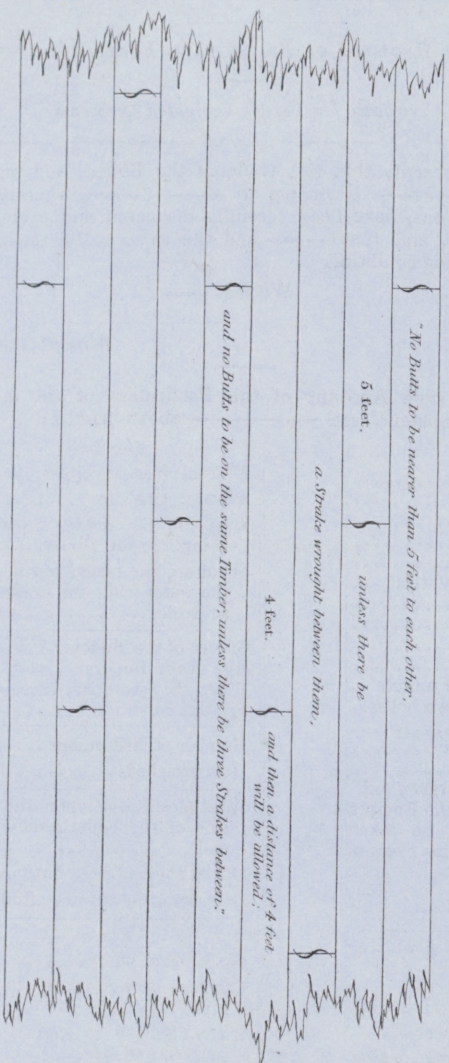 "No Butts to be nearer than 5 feet to each other,
5 feet. unless there be
a Strake wrought between them,
4 feet. and then a distance of 4 feet
will be allowed;
and no Butts to be on the same Timber, unless there be three Strakes between."